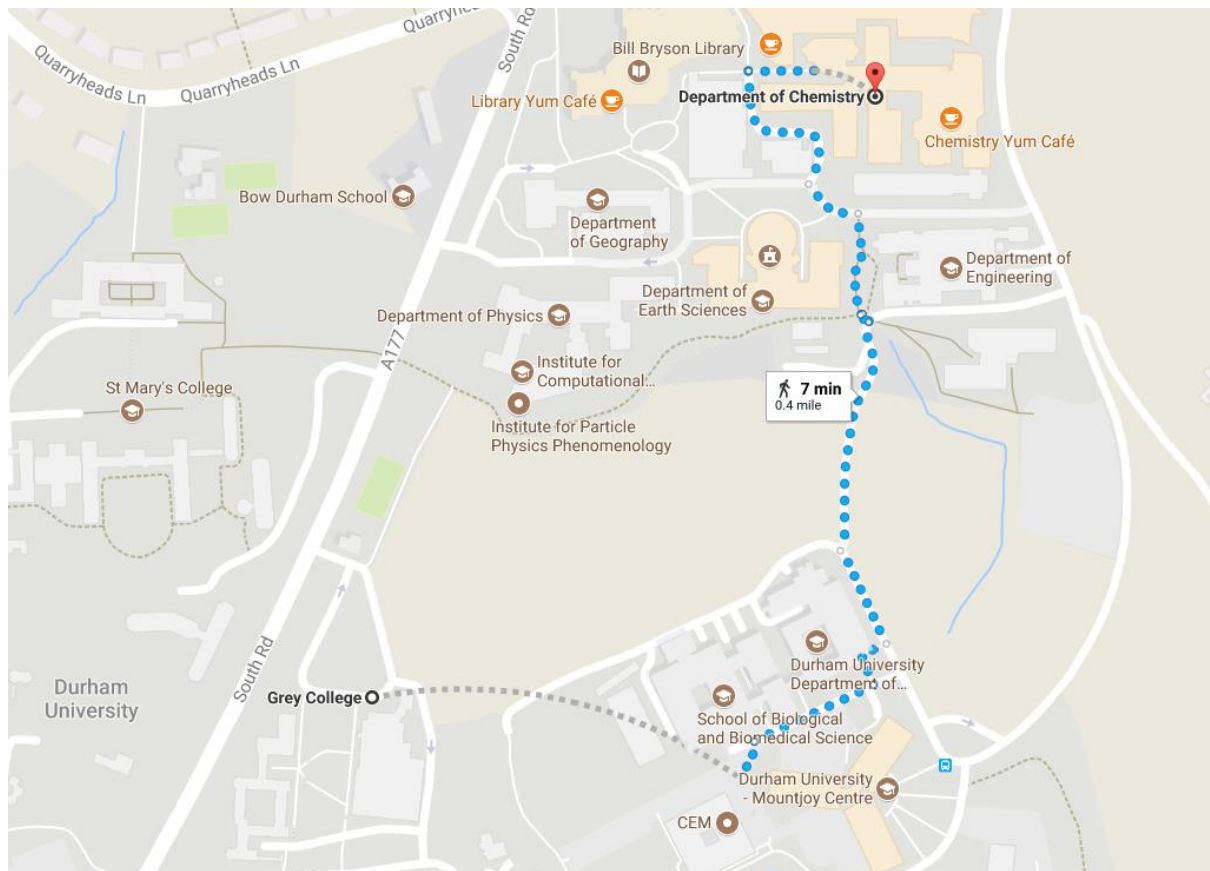 Quarryheads Ln
Quarryheads Ln
South Rd
Bill Bryson Library
Library Yum Café
Department of Chemistry
Chemistry Yum Café
Bow Durham School
Department
of Geography
Department of
Engineering
Department of
Earth Sciences
Department of Physics
A177
Institute for
Computational...
St Mary's College
7 min
0.4 mile
Institute for Particle
Physics Phenomenology
South Rd
Durham
University
Grey College
Durham University
Department of...
School of Biological
and Biomedical Science
Durham University
- Mountjoy Centre
CEM